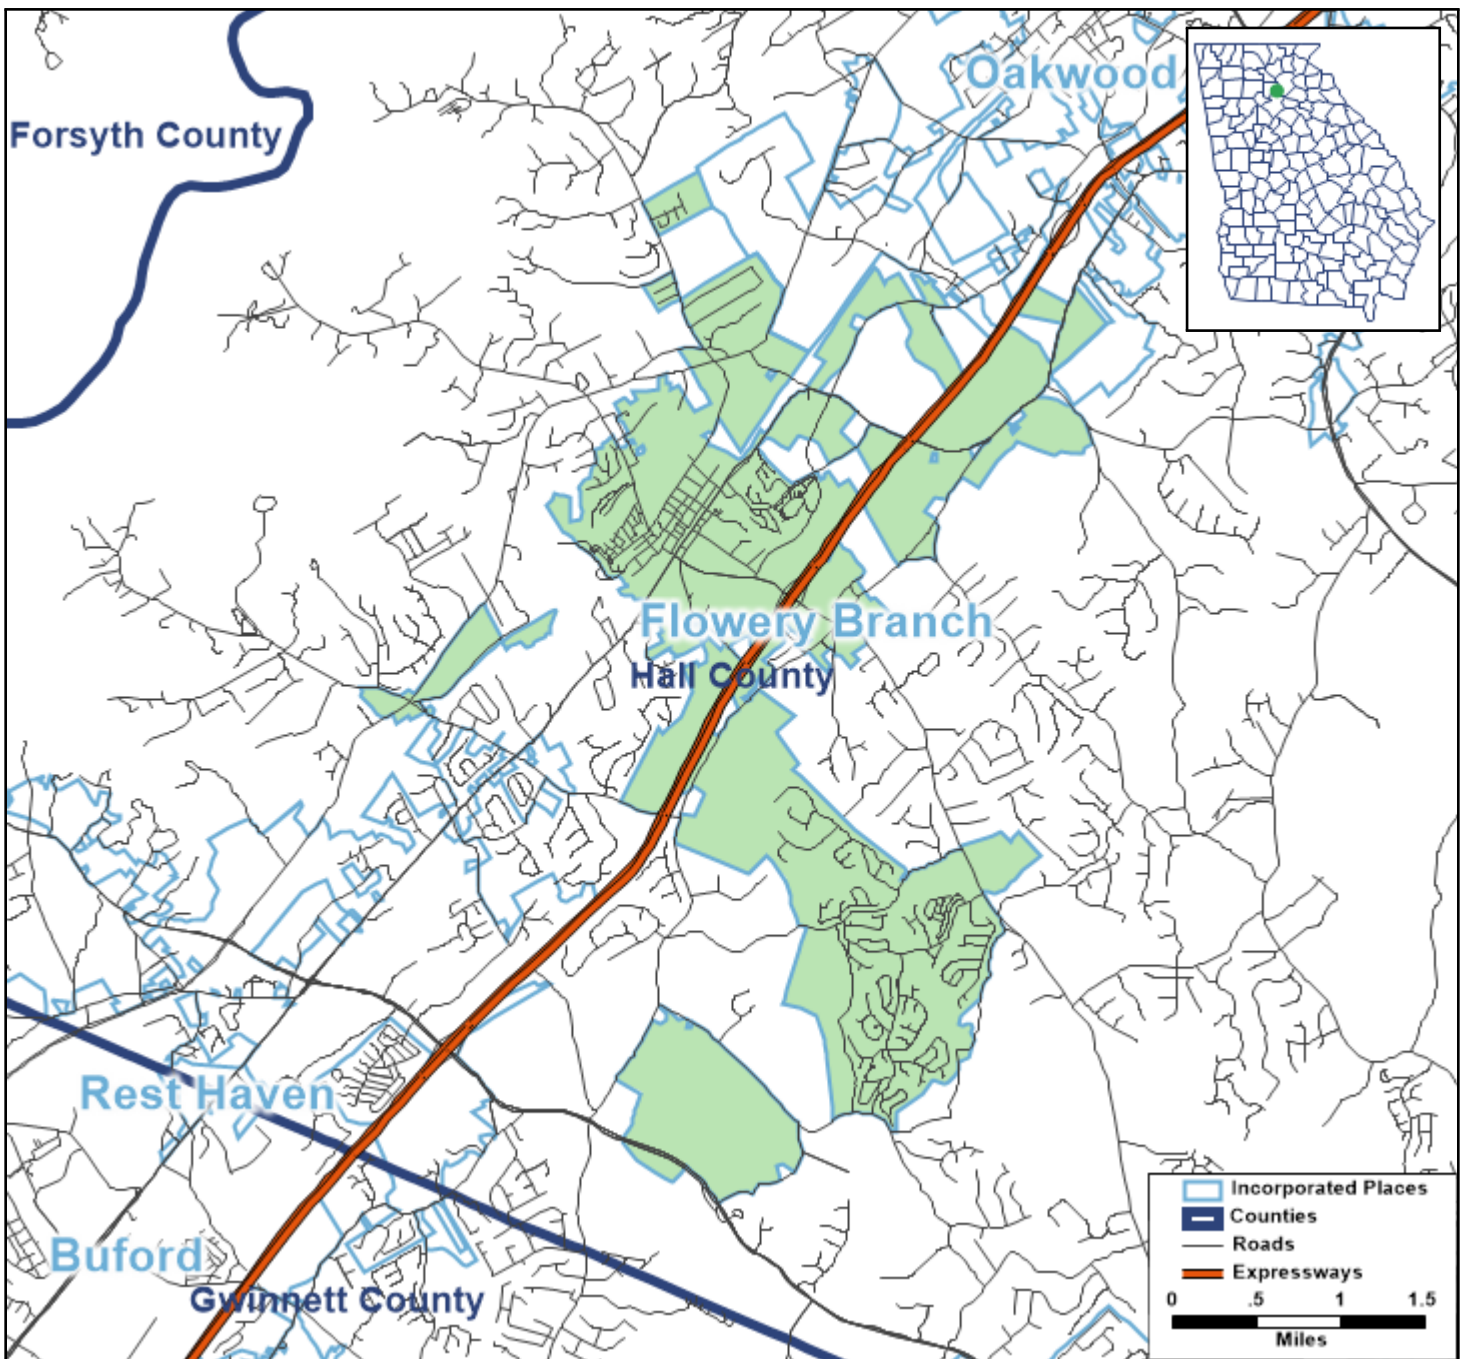 Oakwood
Forsyth County
Flowery Branch
Hall County
Rest Haven
Buford
Gwinnett County
Incorporated Places
Counties
Roads
Expressways
0 .5 1 1.5
Miles